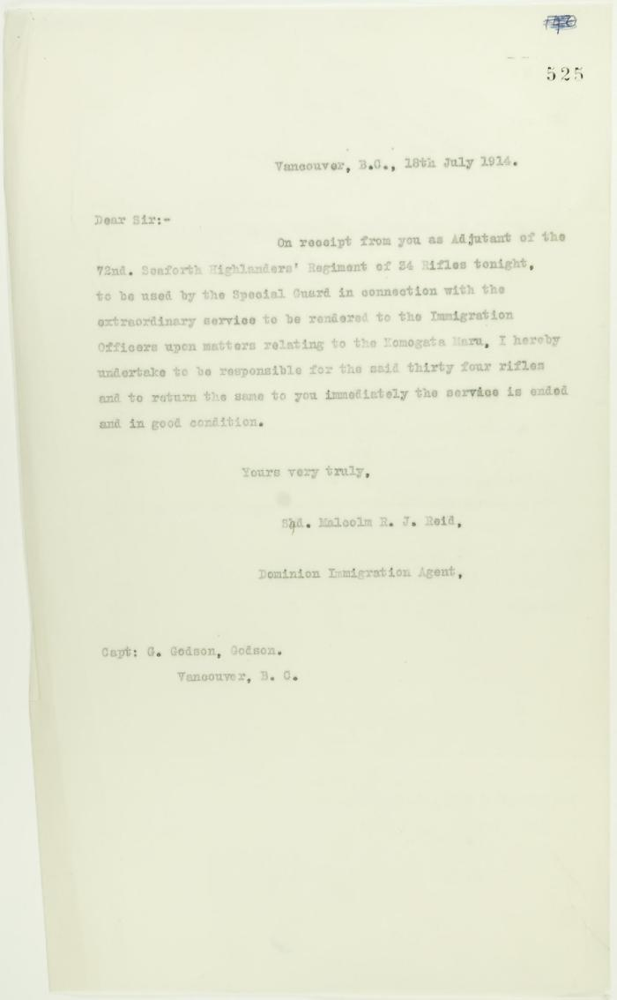 525
Vancouver, B.C., 18th July 1914.
Dear Sir:-
On receipt from you as Adjutant of the
72nd. Seaforth Highlanders' Regiment of 34 Rifles tonight,
to be used by the Special Guard in connection with the
extraordinary service to be rendered to the Immigration
Officers upon matters relating to the Komogata Maru, I hereby
undertake to be responsible for the said thirty four rifles
and to return the same to you immediately the service is ended
and in good condition.
Yours very truly,
Sgd. Malcolm R. J. Reid,
Dominion Immigration Agent,
Capt: G. Godson, Godson.
Vancouver, B. C.